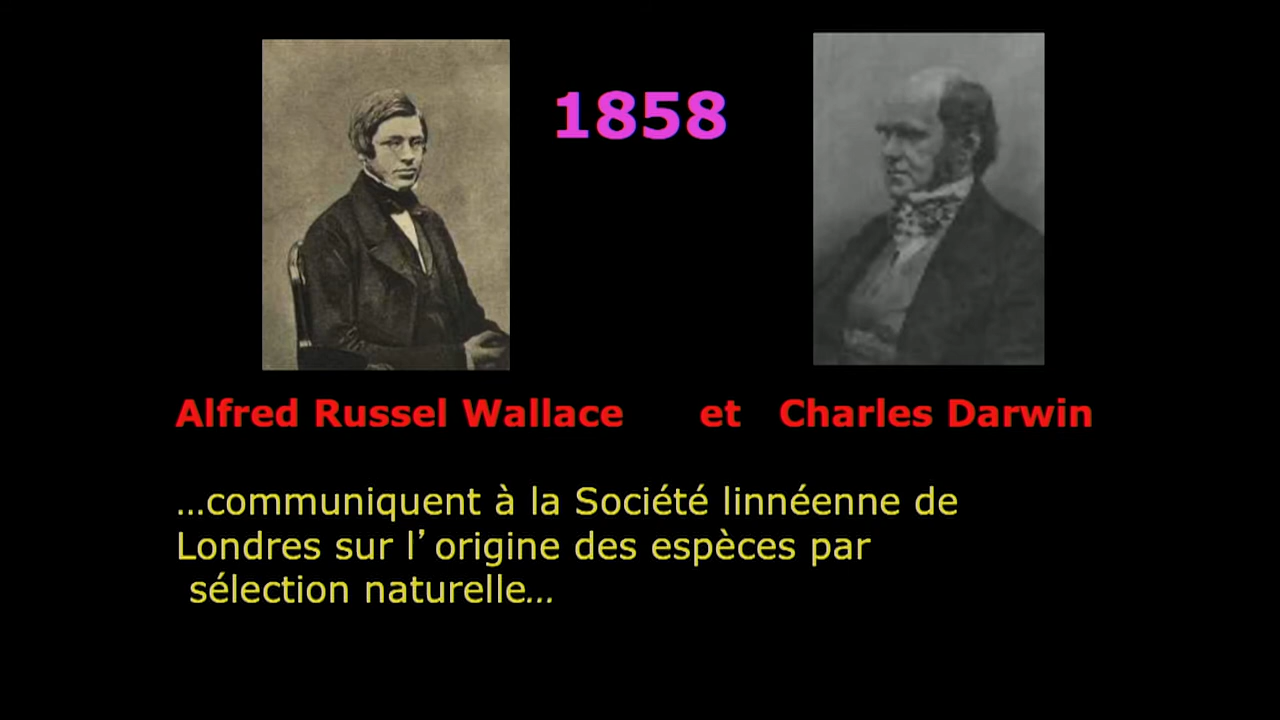 1858
Alfred Russel Wallace et Charles Darwin
…communiquent à la Société linnéenne de
Londres sur l’origine des espèces par
sélection naturelle…